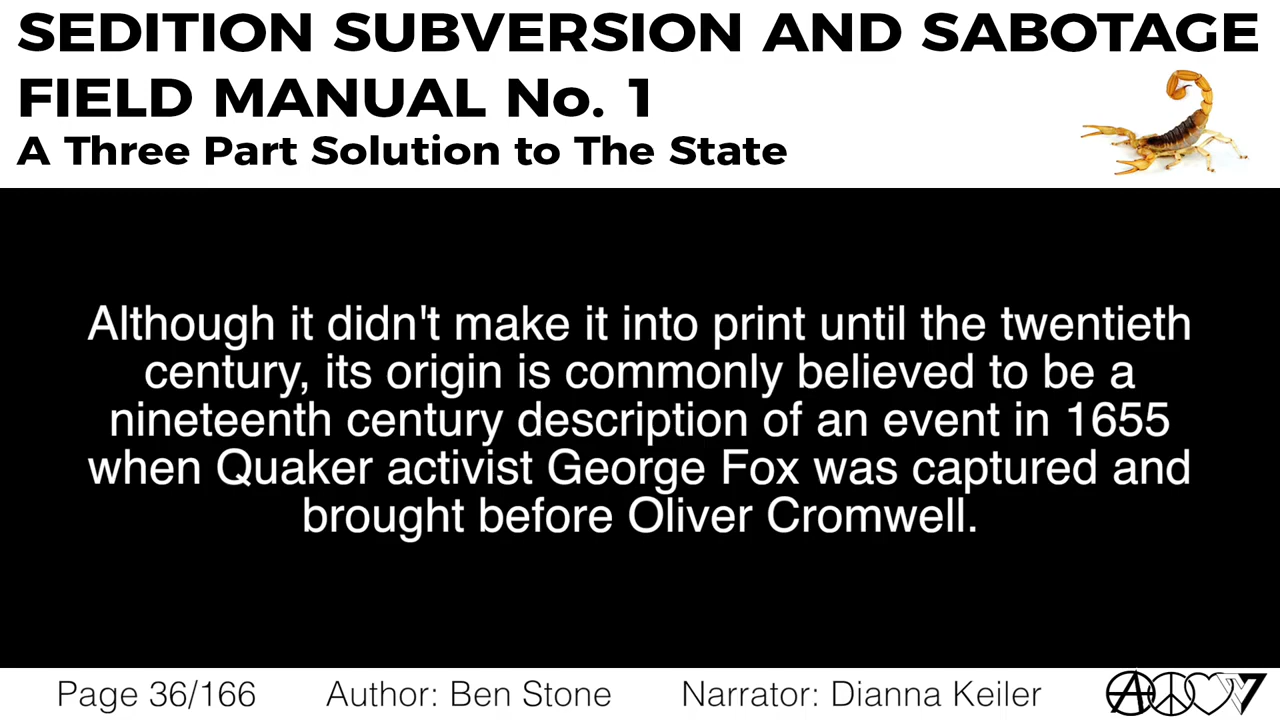 SEDITION SUBVERSION AND SABOTAGE
FIELD MANUAL No. 1
A Three Part Solution to The State
Although it didn't make it into print until the twentieth
century, its origin is commonly believed to be a
nineteenth century description of an event in 1655
when Quaker activist George Fox was captured and
brought before Oliver Cromwell.
Page 36/166 Author: Ben Stone Narrator: Dianna Keiler